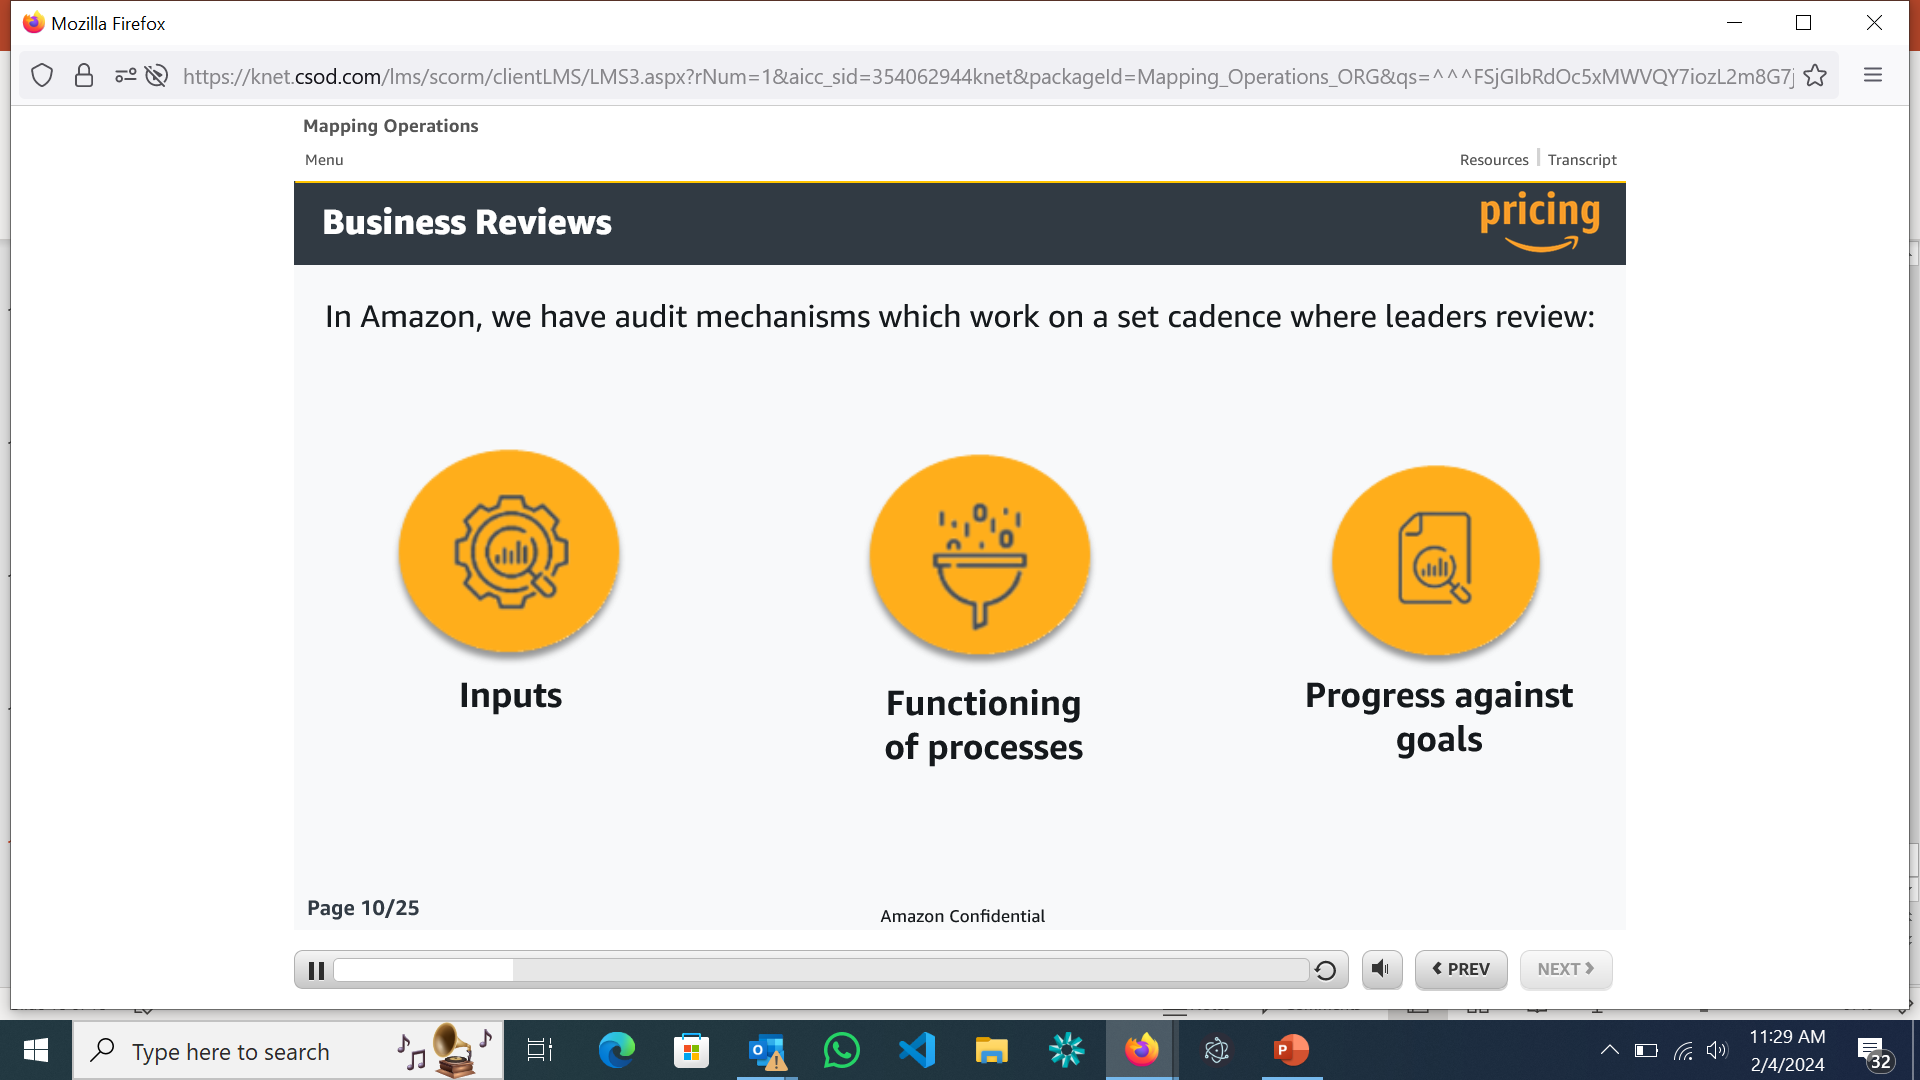 Mozilla Firefox
https://knet.csod.com/lms/scorm/clientLMS/LMS3.aspx?rNum=1&aicc_sid=354062944knet&packageId=Mapping_Operations_ORG&qs=^^^FSjGIbRdOc5xMWVQY7iozL2m8G7j
Mapping Operations
Menu
Resources
Transcript
Business Reviews
pricing
In Amazon, we have audit mechanisms which work on a set cadence where leaders review:
Inputs
Functioning
of processes
Progress against
goals
Page 10/25
Amazon Confidential
PREV
NEXT
Type here to search
11:29 AM
2/4/2024
32